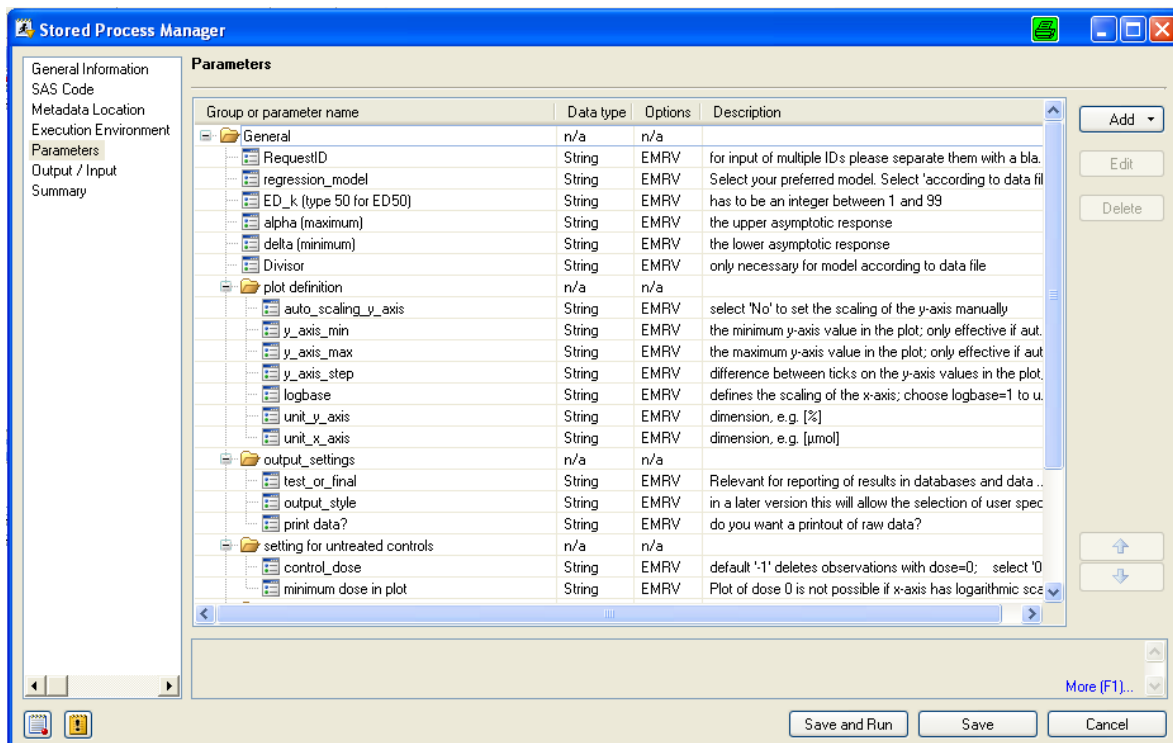 Stored Process Manager
General Information
SAS Code
Metadata Location
Execution Environment
Parameters
Output / Input
Summary
Parameters
Group or parameter name Data type Options Description
General n/a n/a
RequestID String EMRV for input of multiple IDs please separate them with a bla.
regression_model String EMRV Select your preferred model. Select 'according to data fil
ED_k (type 50 for ED50) String EMRV has to be an integer between 1 and 99
alpha (maximum) String EMRV the upper asymptotic response
delta (minimum) String EMRV the lower asymptotic response
Divisor String EMRV only necessary for model according to data file
plot definition n/a n/a
auto_scaling_y_axis String EMRV select 'No' to set the scaling of the y-axis manually
y_axis_min String EMRV the minimum y-axis value in the plot; only effective if aut.
y_axis_max String EMRV the maximum y-axis value in the plot; only effective if aut
y_axis_step String EMRV difference between ticks on the y-axis values in the plot,
logbase String EMRV defines the scaling of the x-axis; choose logbase=1 to u.
unit_y_axis String EMRV dimension, e.g. [%]
unit_x_axis String EMRV dimension, e.g. [µmol]
output_settings n/a n/a
test_or_final String EMRV Relevant for reporting of results in databases and data ..
output_style String EMRV in a later version this will allow the selection of user spec
print data? String EMRV do you want a printout of raw data?
setting for untreated controls n/a n/a
control_dose String EMRV default '-1' deletes observations with dose=0; select '0
minimum dose in plot String EMRV Plot of dose 0 is not possible if x-axis has logarithmic sca
Add
Edit
Delete
More (F1)...
Save and Run Save Cancel